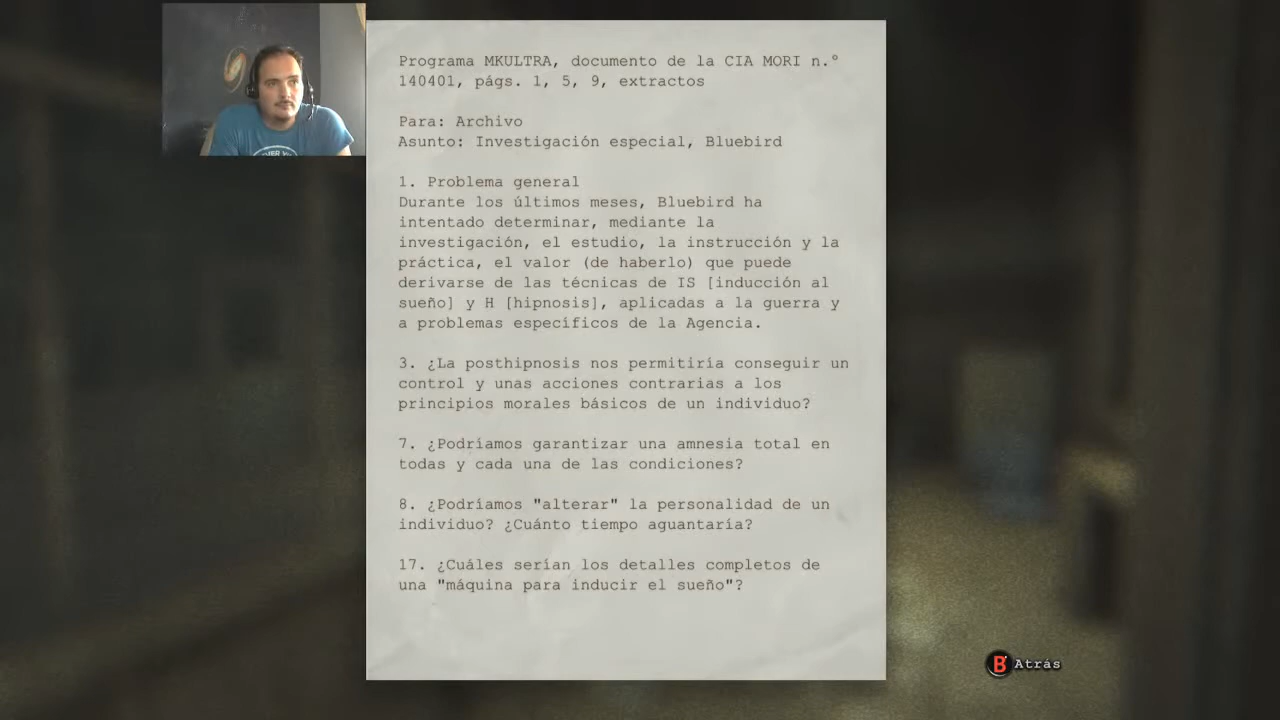 Programa MKULTRA, documento de la CIA MORI n.º
140401, págs. 1, 5, 9, extractos
Para: Archivo
Asunto: Investigación especial, Bluebird
1. Problema general
Durante los últimos meses, Bluebird ha
intentado determinar, mediante la
investigación, el estudio, la instrucción y la
práctica, el valor (de haberlo) que puede
derivarse de las técnicas de IS [inducción al
sueño] y H [hipnosis], aplicadas a la guerra y
a problemas específicos de la Agencia.
3. ¿La posthipnosis nos permitiría conseguir un
control y unas acciones contrarias a los
principios morales básicos de un individuo?
7. ¿Podríamos garantizar una amnesia total en
todas y cada una de las condiciones?
8. ¿Podríamos "alterar" la personalidad de un
individuo? ¿Cuánto tiempo aguantaría?
17. ¿Cuáles serían los detalles completos de
una "máquina para inducir el sueño"?
B Atrás